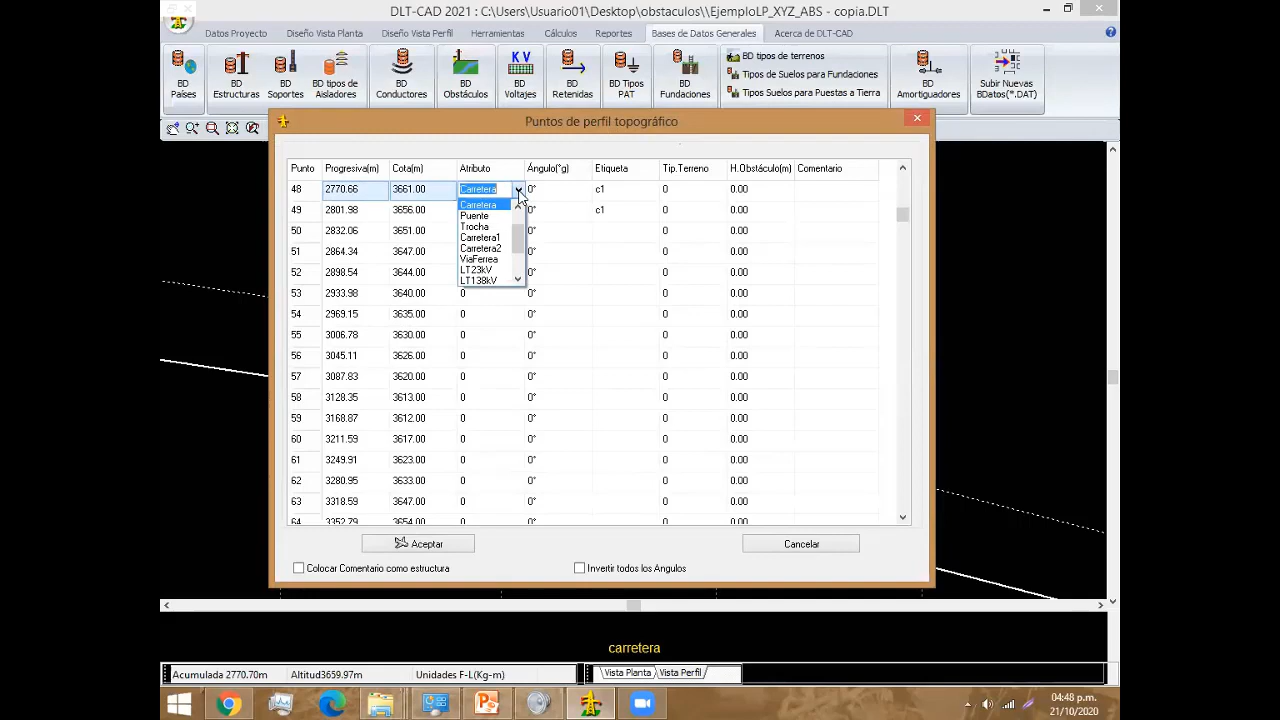 DLT-CAD 2021 : C:\Users\Usuario01\Desktop\obstaculos\\EjemploLP_XYZ_ABS - copia.DLT
Datos Proyecto Diseño Vista Planta Diseño Vista Perfil Herramientas Cálculos Reportes Bases de Datos Generales Acerca de DLT-CAD
BD Países
BD Estructuras
BD Soportes
BD tipos de Aisladores
BD Conductores
BD Obstáculos
KV
BD Voltajes
BD Retenidas
BD Tipos PAT
BD Fundaciones
BD tipos de terrenos
Tipos de Suelos para Fundaciones
Tipos Suelos para Puestas a Tierra
BD Amortiguadores
Subir Nuevas BDatos(*.DAT)
Puntos de perfil topográfico
Punto Progresiva(m) Cota(m) Atributo Ángulo(°g) Etiqueta Tip.Terreno H.Obstáculo(m) Comentario
48 2770.66 3661.00 Carretera 0° c1 0 0.00
Carretera
Puente
Trocha
Carretera1
Carretera2
ViaFerrea
LT23kV
LT138kV
49 2801.98 3656.00 0° c1 0 0.00
50 2832.06 3651.00 0° 0 0.00
51 2864.34 3647.00 0° 0 0.00
52 2898.54 3644.00 0° 0 0.00
53 2933.98 3640.00 0 0° 0 0.00
54 2969.15 3635.00 0 0° 0 0.00
55 3006.78 3630.00 0 0° 0 0.00
56 3045.11 3626.00 0 0° 0 0.00
57 3087.83 3620.00 0 0° 0 0.00
58 3128.35 3613.00 0 0° 0 0.00
59 3168.87 3612.00 0 0° 0 0.00
60 3211.59 3617.00 0 0° 0 0.00
61 3249.91 3623.00 0 0° 0 0.00
62 3280.95 3633.00 0 0° 0 0.00
63 3318.59 3647.00 0 0° 0 0.00
64 3352.79 3654.00 0 0° 0 0.00
Aceptar Cancelar
Colocar Comentario como estructura Invertir todos los Angulos
carretera
Acumulada 2770.70m Altitud3659.97m Unidades F-L(Kg-m) Vista Planta Vista Perfil
04:48 p.m.
21/10/2020